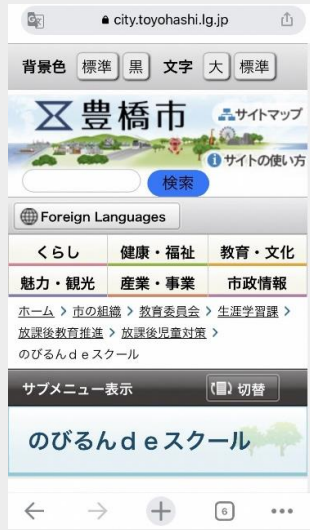 city.toyohashi.lg.jp
背景色 標準 黒 文字 大 標準
豊橋市
サイトマップ
サイトの使い方
検索
Foreign Languages
くらし 健康・福祉 教育・文化
魅力・観光 産業・事業 市政情報
ホーム > 市の組織 > 教育委員会 > 生涯学習課 >
放課後教育推進 > 放課後児童対策 >
のびるんdeスクール
サブメニュー表示 切替
のびるんdeスクール
6